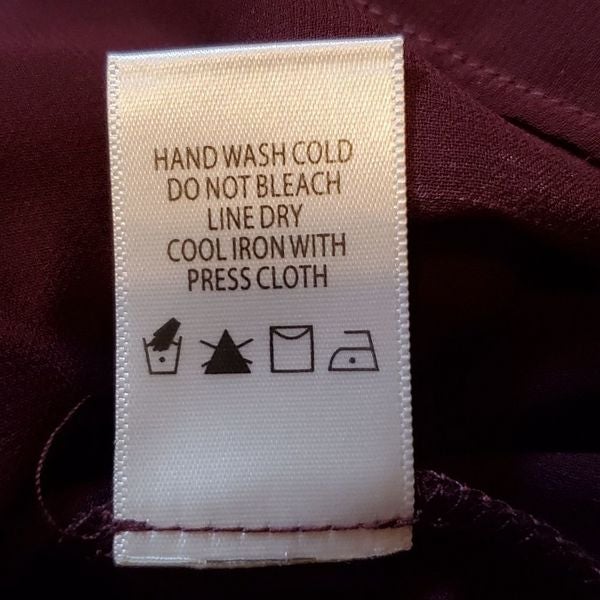 HAND WASH COLD
DO NOT BLEACH
LINE DRY
COOL IRON WITH
PRESS CLOTH